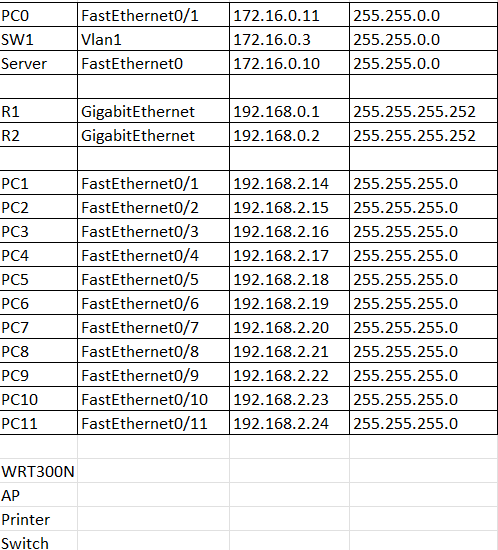 PC0 FastEthernet0/1 172.16.0.11 255.255.0.0
SW1 Vlan1 172.16.0.3 255.255.0.0
Server FastEthernet0 172.16.0.10 255.255.0.0
R1 GigabitEthernet 192.168.0.1 255.255.255.252
R2 GigabitEthernet 192.168.0.2 255.255.255.252
PC1 FastEthernet0/1 192.168.2.14 255.255.255.0
PC2 FastEthernet0/2 192.168.2.15 255.255.255.0
PC3 FastEthernet0/3 192.168.2.16 255.255.255.0
PC4 FastEthernet0/4 192.168.2.17 255.255.255.0
PC5 FastEthernet0/5 192.168.2.18 255.255.255.0
PC6 FastEthernet0/6 192.168.2.19 255.255.255.0
PC7 FastEthernet0/7 192.168.2.20 255.255.255.0
PC8 FastEthernet0/8 192.168.2.21 255.255.255.0
PC9 FastEthernet0/9 192.168.2.22 255.255.255.0
PC10 FastEthernet0/10 192.168.2.23 255.255.255.0
PC11 FastEthernet0/11 192.168.2.24 255.255.255.0
WRT300N
AP
Printer
Switch